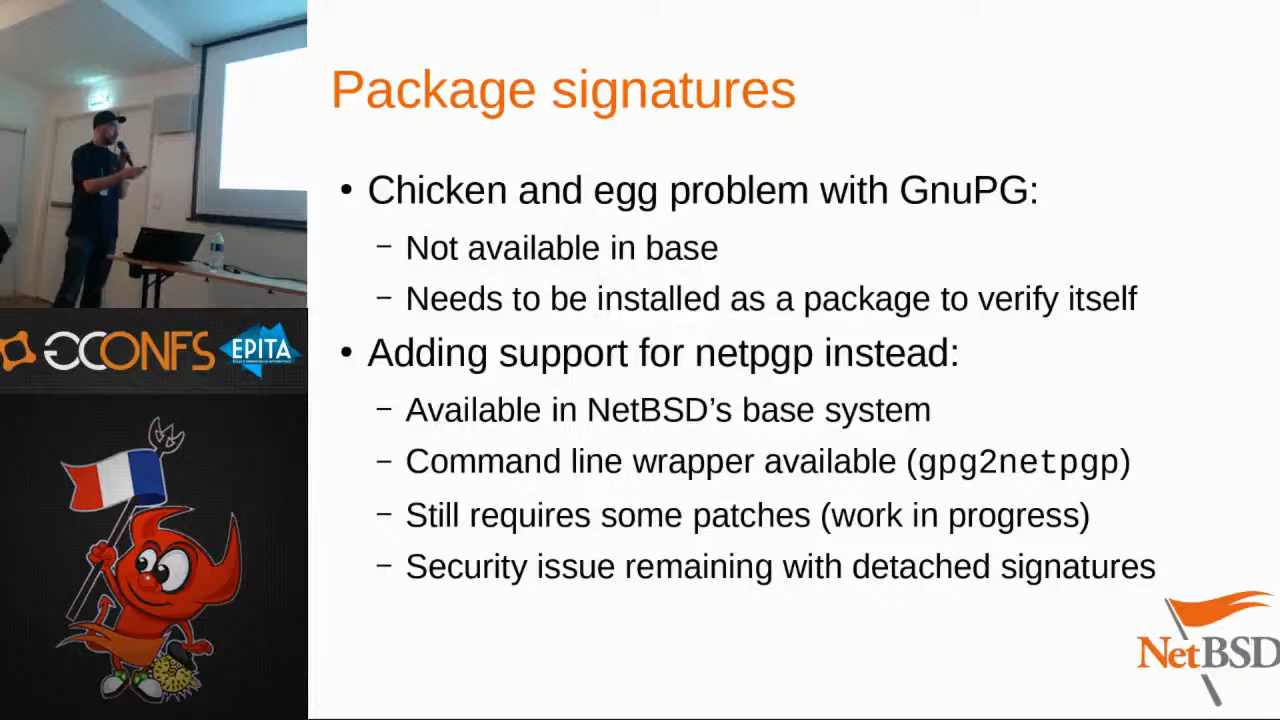 Package signatures
• Chicken and egg problem with GnuPG:
– Not available in base
– Needs to be installed as a package to verify itself
• Adding support for netpgp instead:
– Available in NetBSD’s base system
– Command line wrapper available (gpg2netpgp)
– Still requires some patches (work in progress)
– Security issue remaining with detached signatures
GCONFS
EPITA
NetBSD